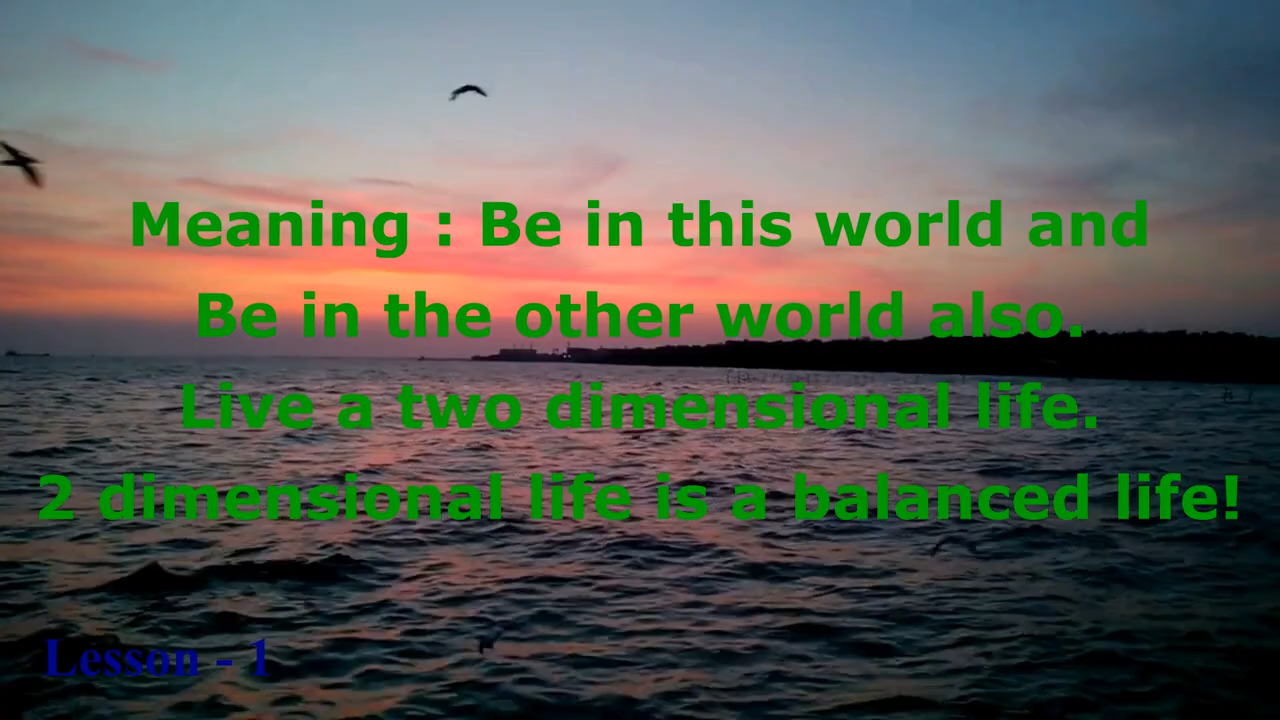 Meaning : Be in this world and
Be in the other world also.
Live a two dimensional life.
2 dimensional life is a balanced life!
Lesson - 1